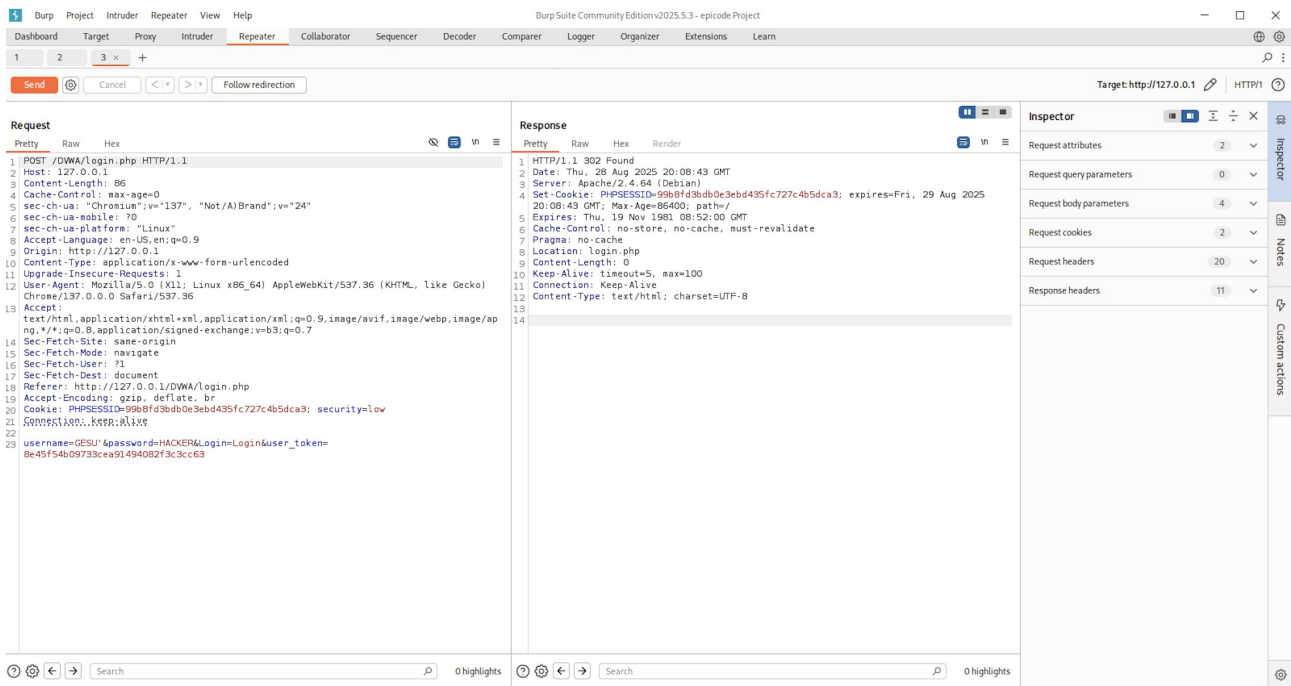 Burp Project Intruder Repeater View Help
Burp Suite Community Edition v2025.5.3 - epicode Project
Dashboard Target Proxy Intruder Repeater Collaborator Sequencer Decoder Comparer Logger Organizer Extensions Learn
1 2 3 × +
Send Cancel < > Follow redirection
Target: http://127.0.0.1 HTTP/1
Request
Pretty Raw Hex \n
1 POST /DVWA/login.php HTTP/1.1
2 Host: 127.0.0.1
3 Content-Length: 86
4 Cache-Control: max-age=0
5 sec-ch-ua: "Chromium";v="137", "Not/A)Brand";v="24"
6 sec-ch-ua-mobile: ?0
7 sec-ch-ua-platform: "Linux"
8 Accept-Language: en-US,en;q=0.9
9 Origin: http://127.0.0.1
10 Content-Type: application/x-www-form-urlencoded
11 Upgrade-Insecure-Requests: 1
12 User-Agent: Mozilla/5.0 (X11; Linux x86_64) AppleWebKit/537.36 (KHTML, like Gecko)
Chrome/137.0.0.0 Safari/537.36
13 Accept:
text/html,application/xhtml+xml,application/xml;q=0.9,image/avif,image/webp,image/ap
ng,*/*;q=0.8,application/signed-exchange;v=b3;q=0.7
14 Sec-Fetch-Site: same-origin
15 Sec-Fetch-Mode: navigate
16 Sec-Fetch-User: ?1
17 Sec-Fetch-Dest: document
18 Referer: http://127.0.0.1/DVWA/login.php
19 Accept-Encoding: gzip, deflate, br
20 Cookie: PHPSESSID=99b8fd3bdb0e3ebd435fc727c4b5dca3; security=low
21 Connection: keep-alive
22
23 username=GESU'&password=HACKER&Login=Login&user_token=
8e45f54b09733cea91494082f3c3cc63
Search 0 highlights
Response
Pretty Raw Hex Render \n
1 HTTP/1.1 302 Found
2 Date: Thu, 28 Aug 2025 20:08:43 GMT
3 Server: Apache/2.4.64 (Debian)
4 Set-Cookie: PHPSESSID=99b8fd3bdb0e3ebd435fc727c4b5dca3; expires=Fri, 29 Aug 2025
20:08:43 GMT; Max-Age=86400; path=/
5 Expires: Thu, 19 Nov 1981 08:52:00 GMT
6 Cache-Control: no-store, no-cache, must-revalidate
7 Pragma: no-cache
8 Location: login.php
9 Content-Length: 0
10 Keep-Alive: timeout=5, max=100
11 Connection: Keep-Alive
12 Content-Type: text/html; charset=UTF-8
13
14
Search 0 highlights
Inspector
Request attributes 2
Request query parameters 0
Request body parameters 4
Request cookies 2
Request headers 20
Response headers 11
Inspector
Notes
Custom actions